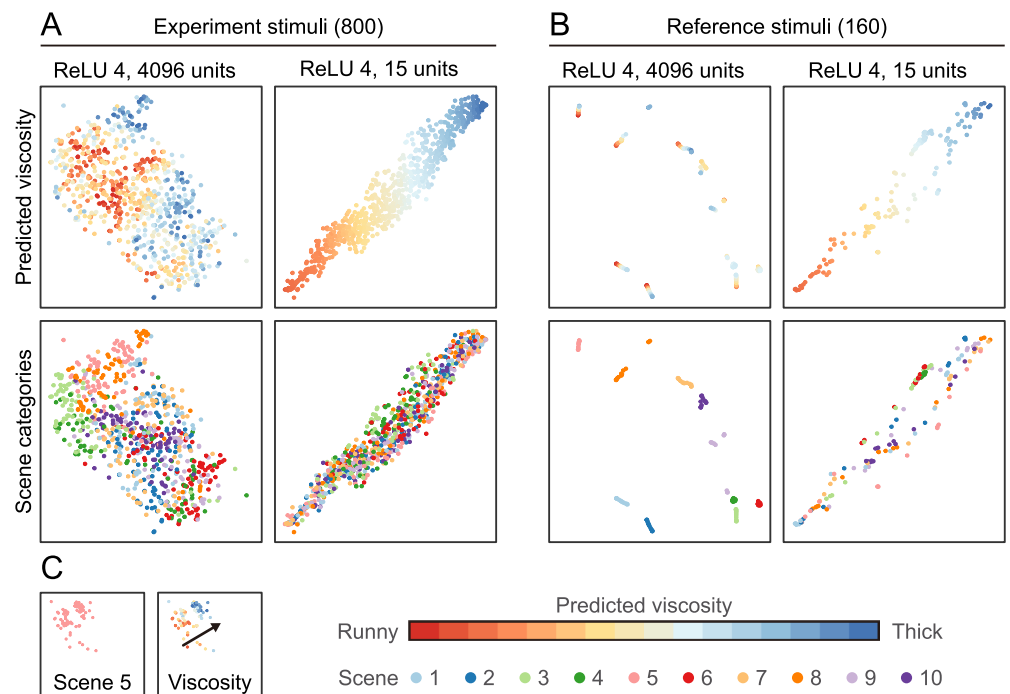 A
Experiment stimuli (800)
B
Reference stimuli (160)
ReLU 4, 4096 units
ReLU 4, 15 units
ReLU 4, 4096 units
ReLU 4, 15 units
Predicted viscosity
Scene categories
C
Scene 5
Viscosity
Predicted viscosity
Runny
Thick
Scene 1 2 3 4 5 6 7 8 9 10